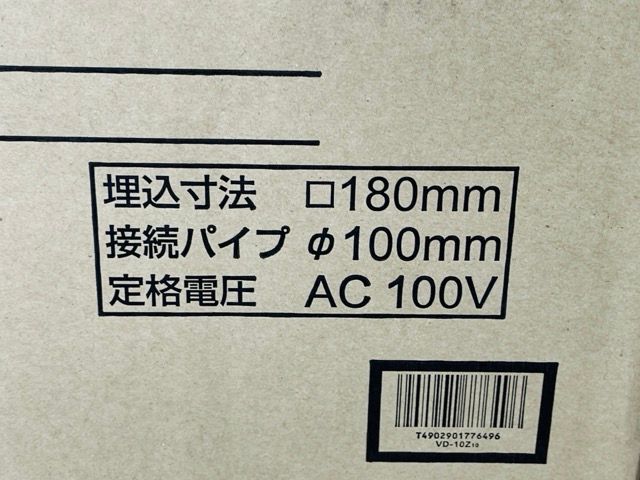 埋込寸法 □180mm
接続パイプ φ100mm
定格電圧 AC 100V
T4902901776496
VD-10Z10